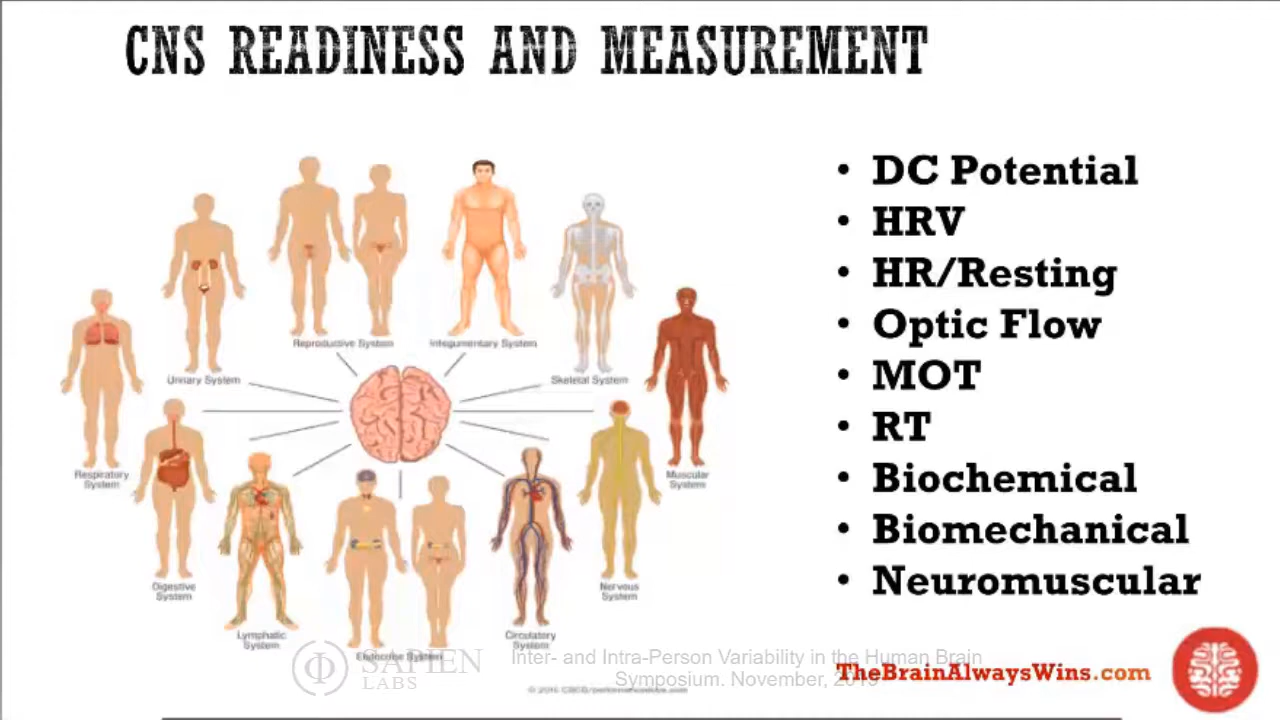 CNS READINESS AND MEASUREMENT
• DC Potential
• HRV
• HR/Resting
• Optic Flow
• MOT
• RT
• Biochemical
• Biomechanical
• Neuromuscular
Reproductive System
Integumentary System
Urinary System
Skeletal System
Respiratory
System
Muscular
System
Digestive
System
Nervous
System
Lymphatic
System
Circulatory
System
Endocrine System
SAPIEN
LABS
Inter- and Intra-Person Variability in the Human Brain
Symposium. November,
TheBrainAlwaysWins.com
© 2016